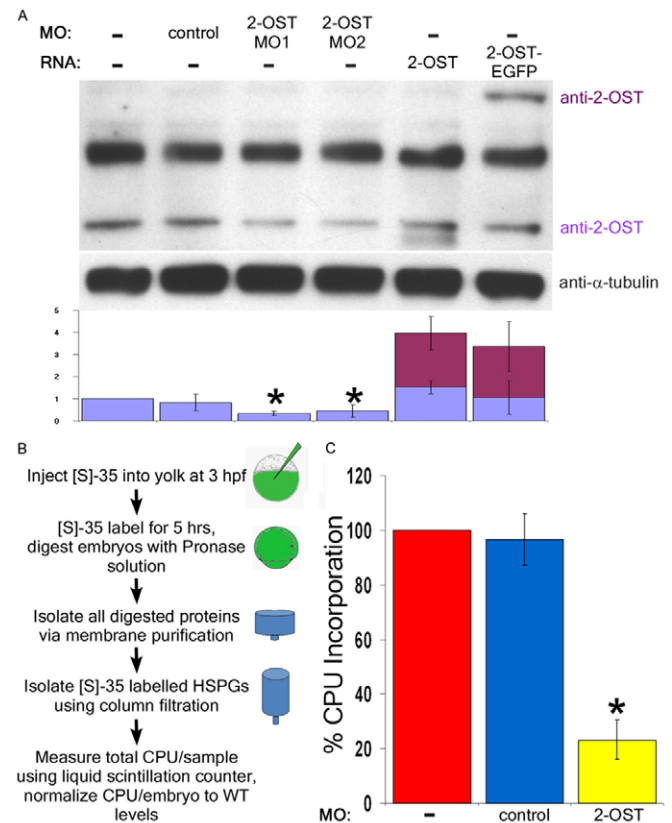 A
MO: – control 2-OST MO1 2-OST MO2 – –
RNA: – – – – 2-OST 2-OST-EGFP
anti-2-OST
anti-2-OST
anti-α-tubulin
5
4
3
2
1
0
* *
B
Inject [S]-35 into yolk at 3 hpf
[S]-35 label for 5 hrs,
digest embryos with Pronase
solution
Isolate all digested proteins
via membrane purification
Isolate [S]-35 labelled HSPGs
using column filtration
Measure total CPU/sample
using liquid scintillation counter,
normalize CPU/embryo to WT
levels
C
% CPU Incorporation
120
100
80
60
40
20
0
*
MO: – control 2-OST